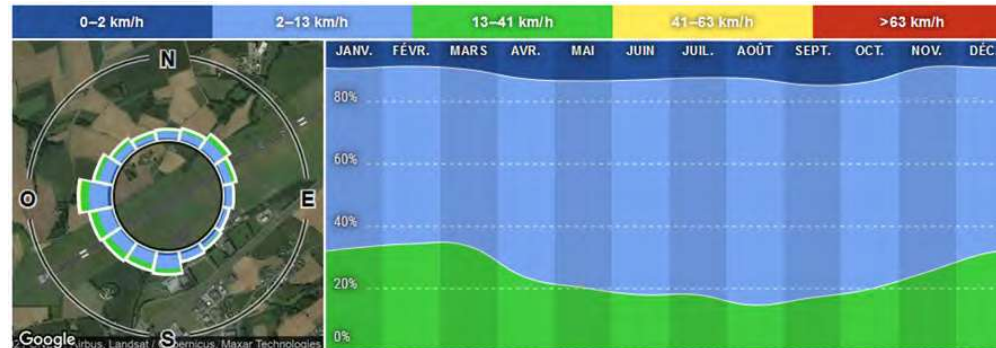 0–2 km/h 2–13 km/h 13–41 km/h 41–63 km/h >63 km/h
JANV. FÉVR. MARS AVR. MAI JUIN JUIL. AOÛT SEPT. OCT. NOV. DÉC
N
80%
60%
O E
40%
20%
0%
S
Google
Airbus, Landsat / Copernicus, Maxar Technologies